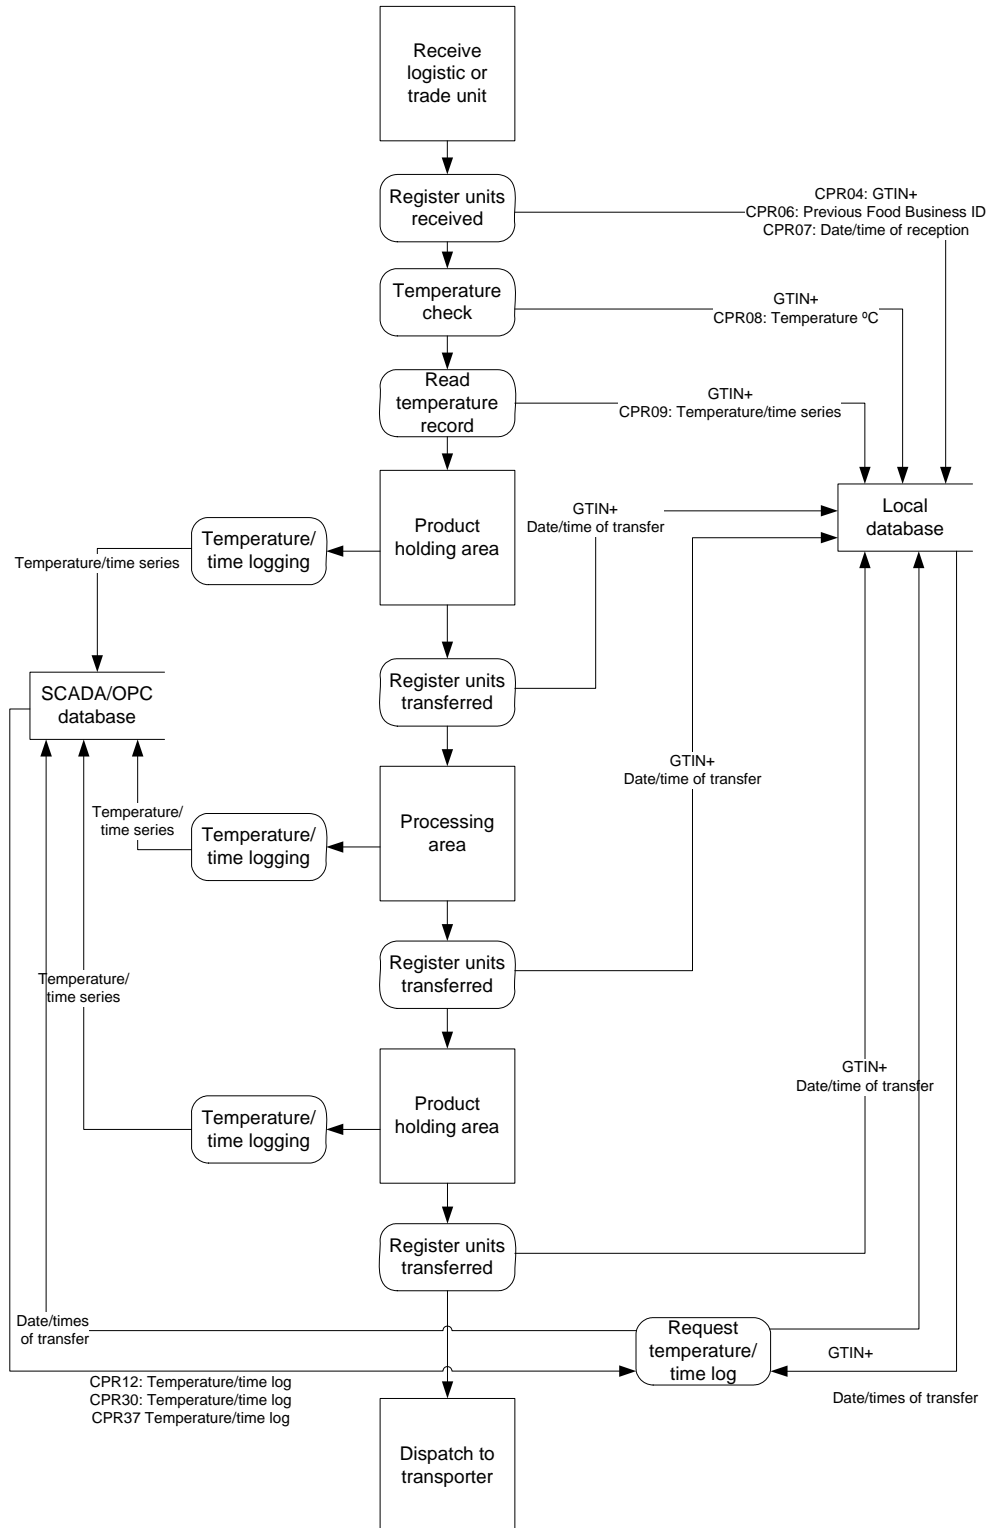 Receive
logistic or
trade unit
Register units
received
CPR04: GTIN+
CPR06: Previous Food Business ID
CPR07: Date/time of reception
Temperature
check
GTIN+
CPR08: Temperature ºC
Read
temperature
record
GTIN+
CPR09: Temperature/time series
Local
database
Product
holding area
Temperature/
time logging
Temperature/time series
GTIN+
Date/time of transfer
SCADA/OPC
database
Register units
transferred
GTIN+
Date/time of transfer
Processing
area
Temperature/
time logging
Temperature/
time series
Register units
transferred
Temperature/
time series
Product
holding area
Temperature/
time logging
GTIN+
Date/time of transfer
Register units
transferred
Date/times
of transfer
Request
temperature/
time log
GTIN+
Date/times of transfer
CPR12: Temperature/time log
CPR30: Temperature/time log
CPR37 Temperature/time log
Dispatch to
transporter